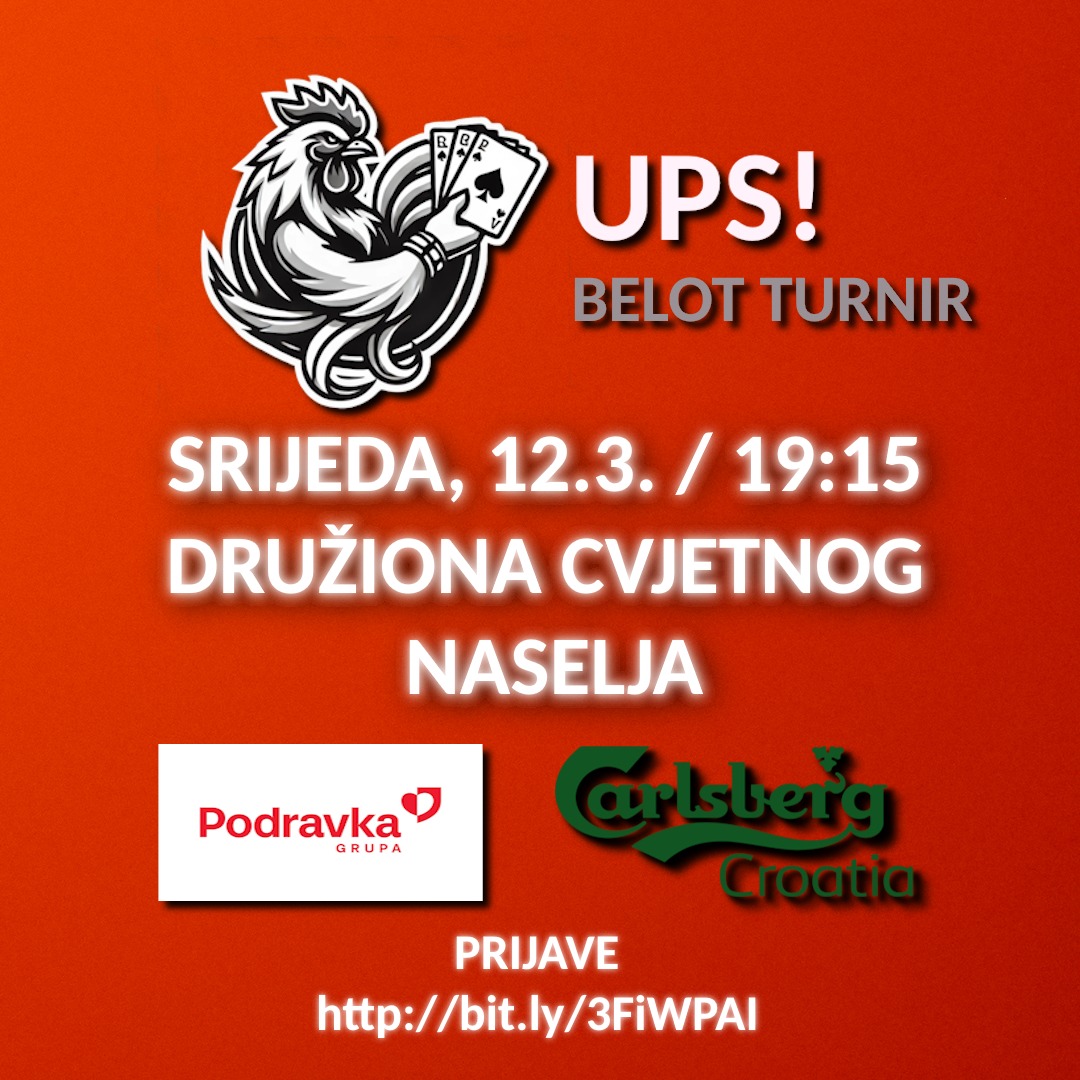 UPS!
BELOT TURNIR
SRIJEDA, 12.3. / 19:15
DRUŽIONA CVJETNOG
NASELJA
Podravka
GRUPA
Carlsberg
Croatia
PRIJAVE
http://bit.ly/3FiWPAI